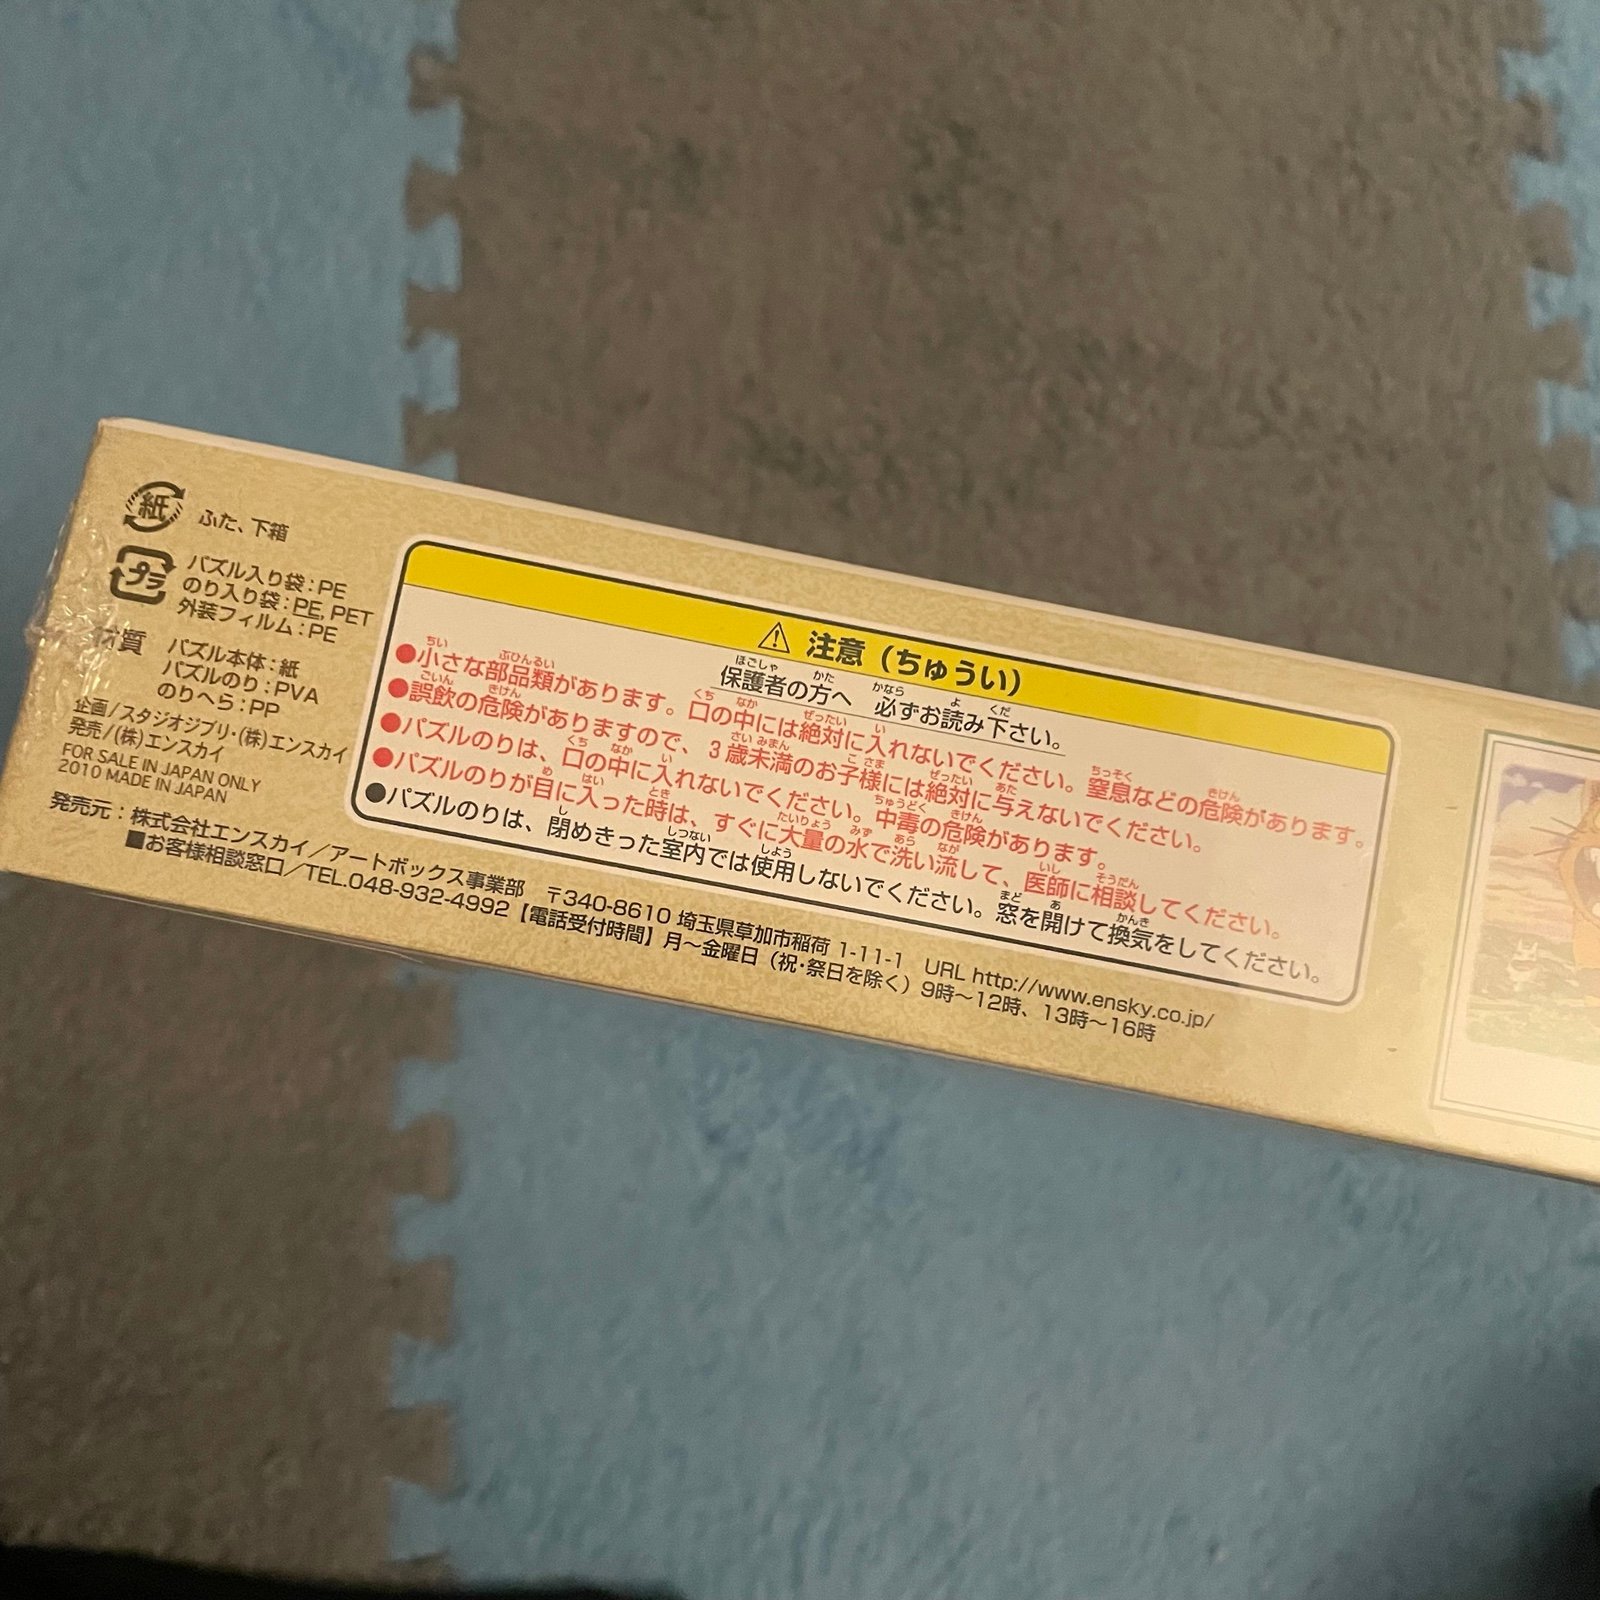 紙 ふた、下箱
プラ パズル入り袋:PE
のり入り袋:PE, PET
外装フィルム:PE
材質 パズル本体:紙
パズルのり:PVA
のりへら:PP
企画/スタジオジブリ・(株)エンスカイ
発売/(株)エンスカイ
FOR SALE IN JAPAN ONLY
2010 MADE IN JAPAN
⚠ 注意(ちゅうい)
保護者の方へ 必ずお読み下さい。
●小さな部品類があります。口の中には絶対に入れないでください。窒息などの危険があります。
●誤飲の危険がありますので、3歳未満のお子様には絶対に与えないでください。
●パズルのりは、口の中に入れないでください。中毒の危険があります。
●パズルのりが目に入った時は、すぐに大量の水で洗い流して、医師に相談してください。
●パズルのりは、閉めきった室内では使用しないでください。窓を開けて換気をしてください。
発売元:株式会社エンスカイ/アートボックス事業部 〒340-8610 埼玉県草加市稲荷 1-11-1 URL http://www.ensky.co.jp/
■お客様相談窓口/TEL.048-932-4992【電話受付時間】月〜金曜日(祝・祭日を除く)9時〜12時、13時〜16時